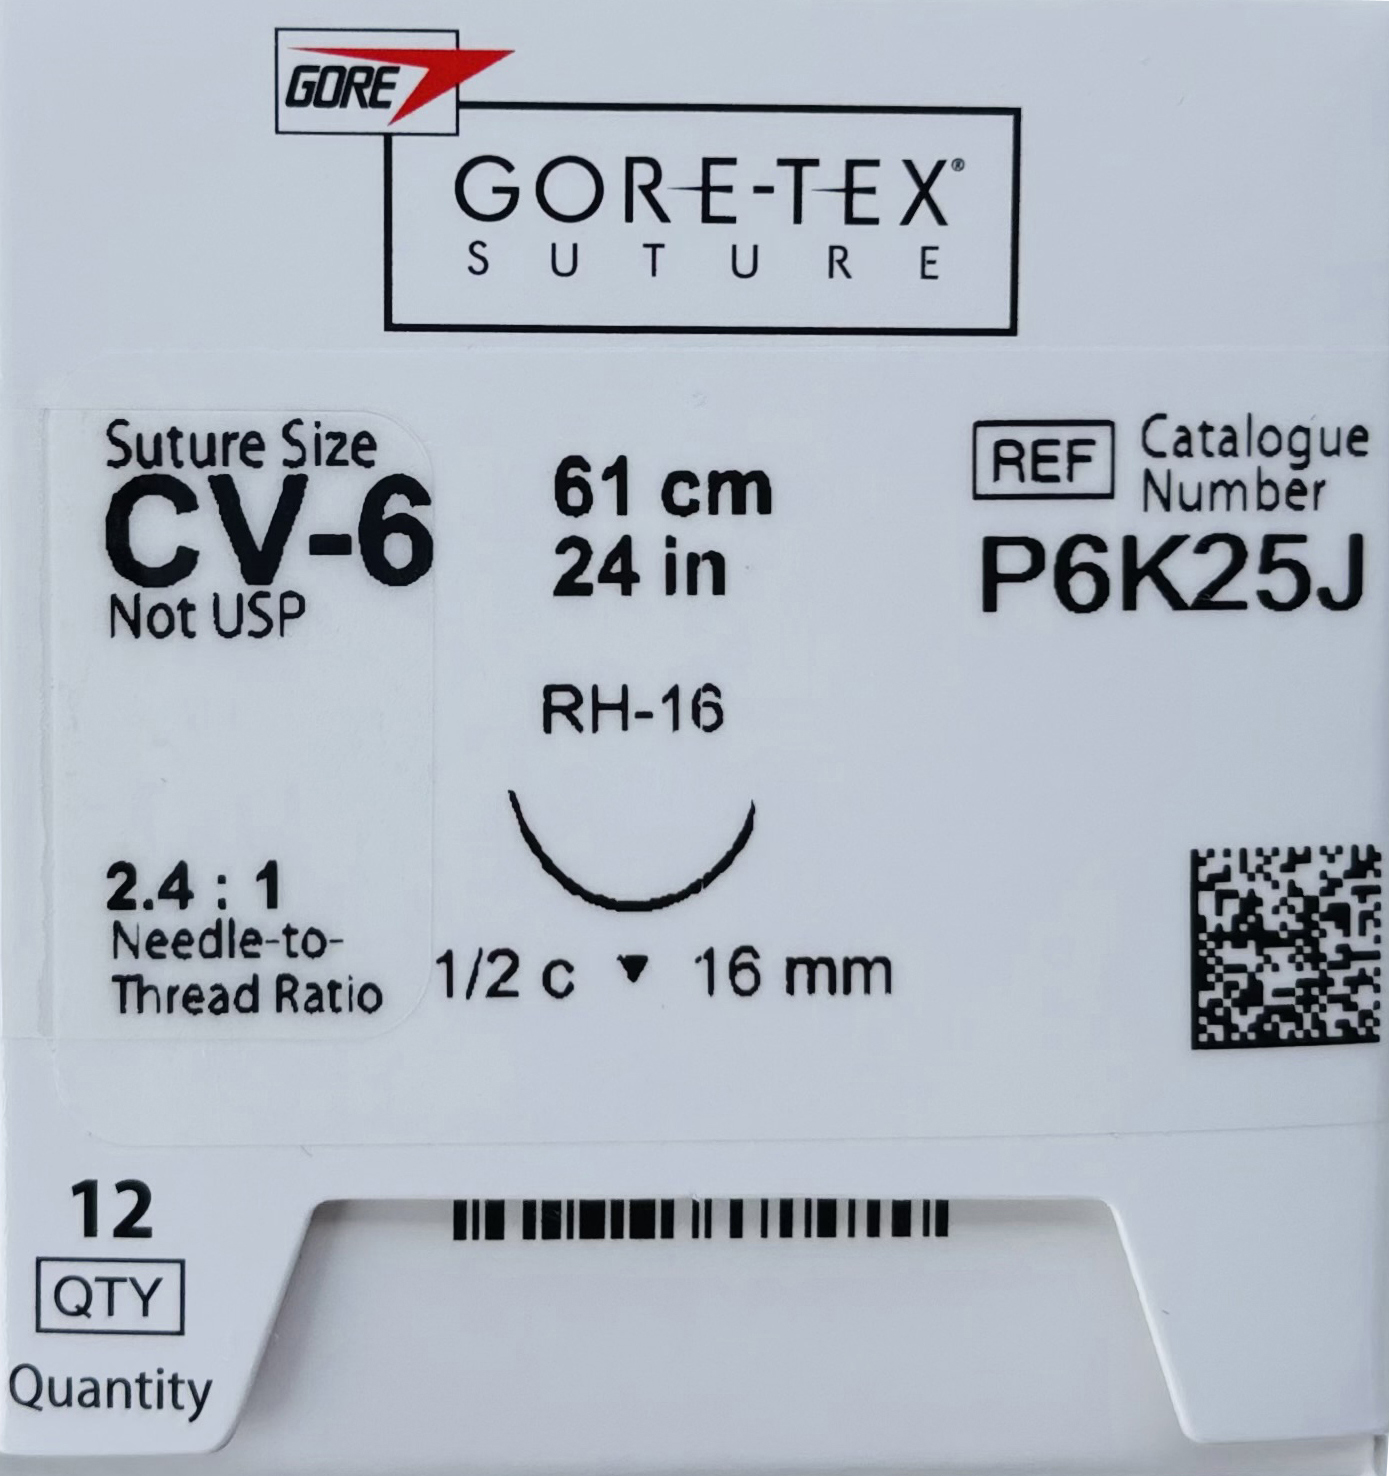 GORE
GORE-TEX®
SUTURE
Suture Size
CV-6
Not USP
61 cm
24 in
REF
Catalogue
Number
P6K25J
RH-16
2.4 : 1
Needle-to-
Thread Ratio
1/2 c ▼ 16 mm
12
QTY
Quantity